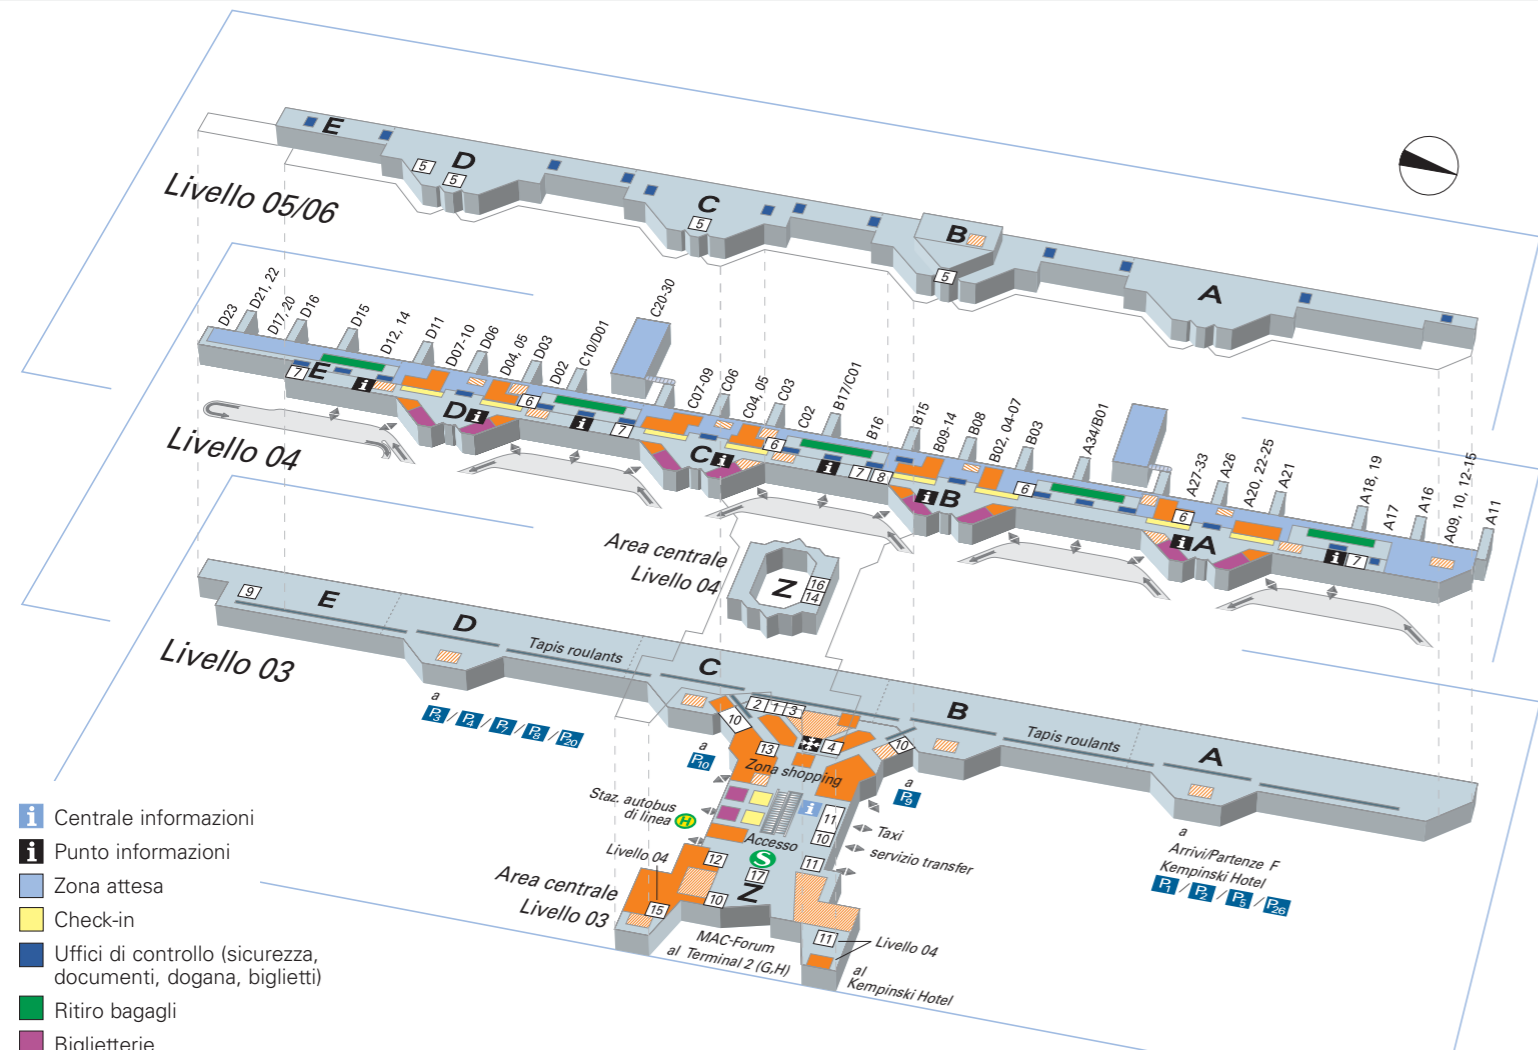 E
D
5
5
C
5
B
5
A
Livello 05/06
D23
D21, 22
D17, 20
D16
D15
D12, 14
D11
D07-10
D06
D04, 05
D03
D02
C10/D01
C20-30
C07-09
C06
C04, 05
C03
C02
B17/C01
B16
B15
B09-14
B08
B02, 04-07
B03
A34/B01
A27-33
A26
A20, 22-25
A21
A18, 19
A17
A16
A09, 10, 12-15
A11
7
E
i
D
i
6
i
7
C
i
6
i
7
8
i
B
6
6
i
A
i
7
Livello 04
Area centrale
Livello 04
Z
16
14
9
E
D
Tapis roulants
C
B
Tapis roulants
A
Livello 03
a
P3 / P4 / P7 / P8 / P20
a
P10
2 1 3
10
13
4
10
Zona shopping
a
P9
Staz. autobus
di linea H
i
11
10
Taxi
servizio transfer
Accesso
S
11
17
12
Z
10
Livello 04
15
Area centrale
Livello 03
MAC-Forum
al Terminal 2 (G,H)
11
Livello 04
al
Kempinski Hotel
a
Arrivi/Partenze F
Kempinski Hotel
P1 / P2 / P5 / P26
i Centrale informazioni
i Punto informazioni
Zona attesa
Check-in
Uffici di controllo (sicurezza,
documenti, dogana, biglietti)
Ritiro bagagli
Biglietterie